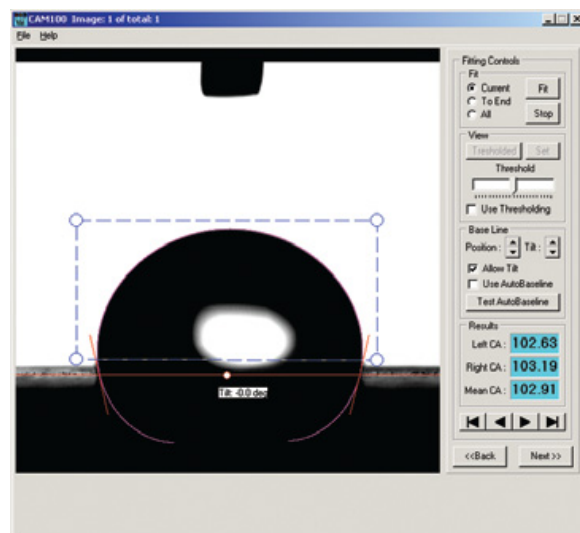 CAM100 Image: 1 of total: 1
File Help
Fitting Controls
Fit
Current
To End
All
Fit
Stop
View
Tresholded
Set
Threshold
Use Thresholding
Base Line
Position :
Tilt :
Allow Tilt
Use AutoBaseline
Test AutoBaseline
Results
Left CA : 102.63
Right CA : 103.19
Mean CA : 102.91
Tilt: -0.0 deg
<<Back
Next>>